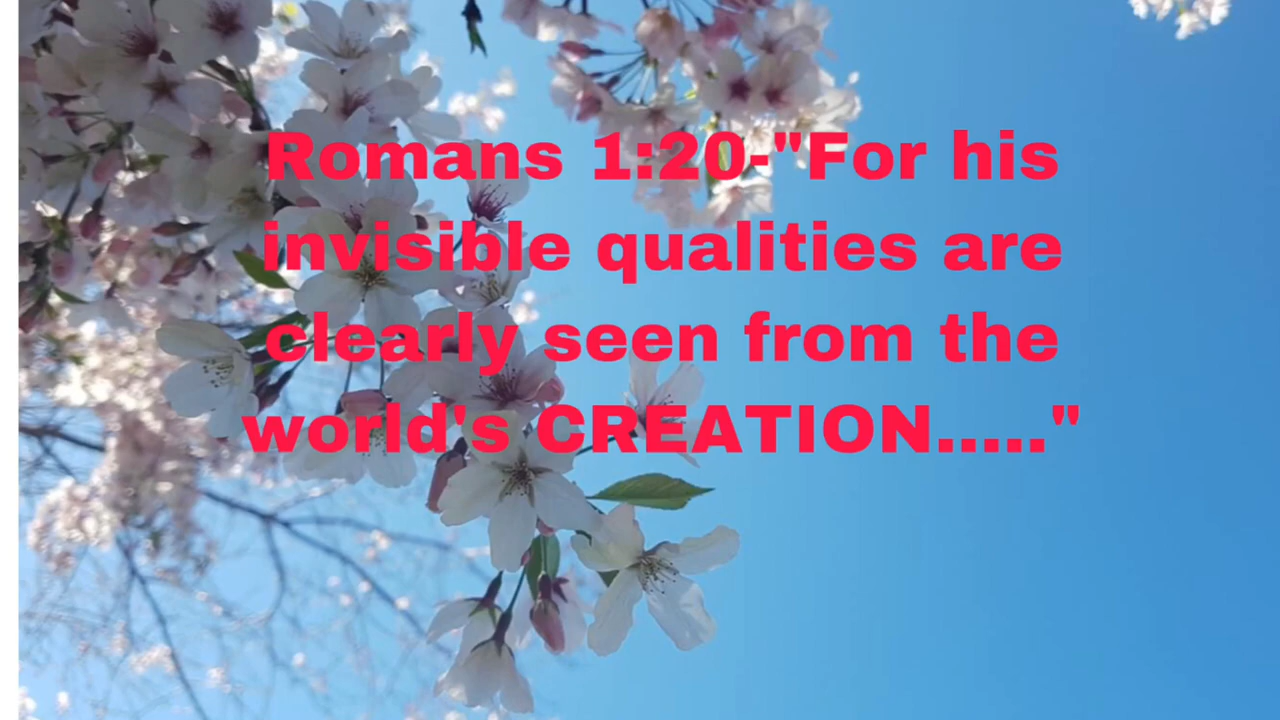 Romans 1:20-"For his
invisible qualities are
clearly seen from the
world's CREATION....."